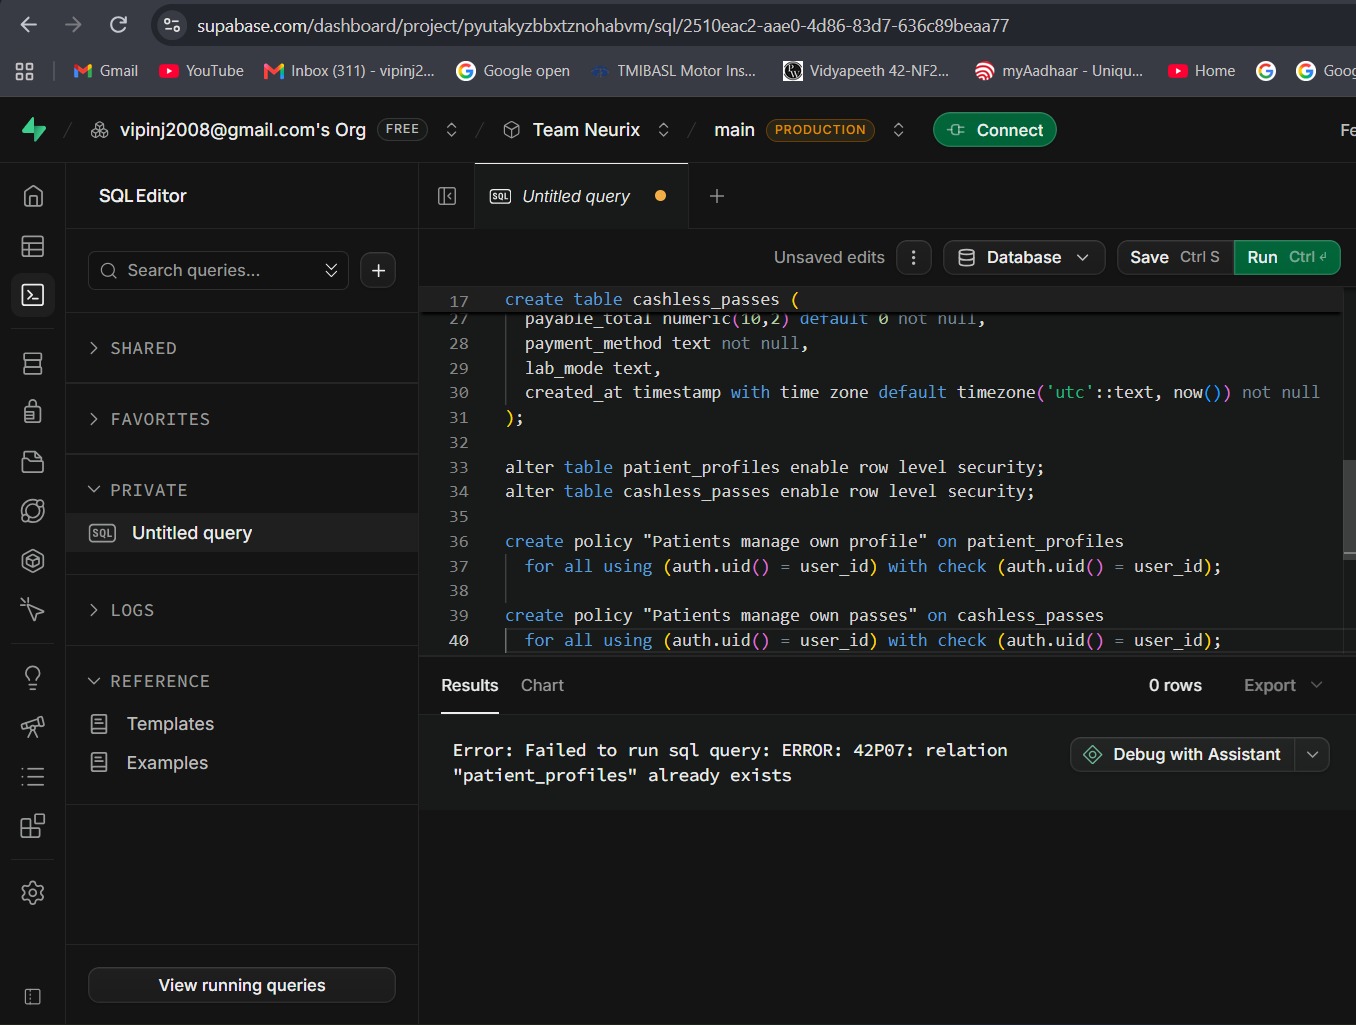 supabase.com/dashboard/project/pyutakyzbbxtznohabvm/sql/2510eac2-aae0-4d86-83d7-636c89beaa77
Gmail
YouTube
Inbox (311) - vipinj2...
Google open
TMIBASL Motor Ins...
Vidyapeeth 42-NF2...
myAadhaar - Uniqu...
Home
Goog
vipinj2008@gmail.com's Org
FREE
Team Neurix
main
PRODUCTION
Connect
Fe
SQL Editor
SQL Untitled query
Search queries...
Unsaved edits
Database
Save Ctrl S
Run Ctrl ↵
SHARED
FAVORITES
PRIVATE
SQL Untitled query
LOGS
REFERENCE
Templates
Examples
View running queries
17 create table cashless_passes (
27 payable_total numeric(10,2) default 0 not null,
28 payment_method text not null,
29 lab_mode text,
30 created_at timestamp with time zone default timezone('utc'::text, now()) not null
31 );
32
33 alter table patient_profiles enable row level security;
34 alter table cashless_passes enable row level security;
35
36 create policy "Patients manage own profile" on patient_profiles
37 for all using (auth.uid() = user_id) with check (auth.uid() = user_id);
38
39 create policy "Patients manage own passes" on cashless_passes
40 for all using (auth.uid() = user_id) with check (auth.uid() = user_id);
Results
Chart
0 rows
Export
Error: Failed to run sql query: ERROR: 42P07: relation
"patient_profiles" already exists
Debug with Assistant